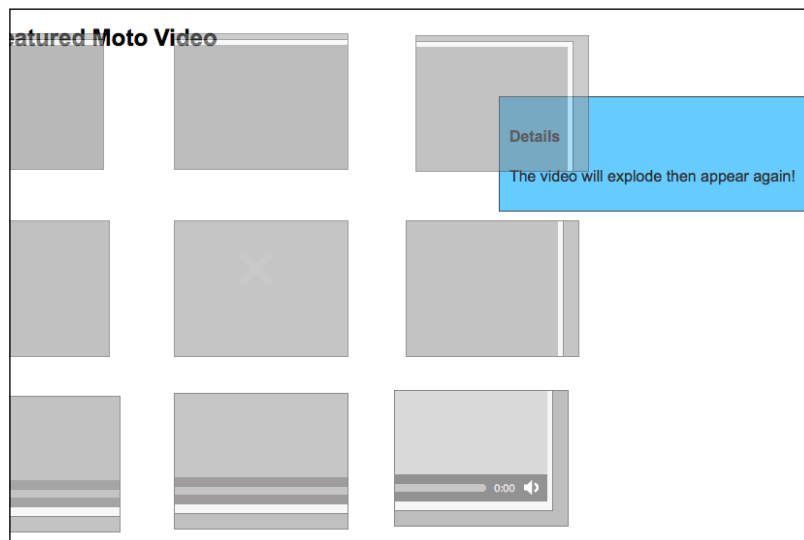 eatured Moto Video
Details
The video will explode then appear again!
0:00